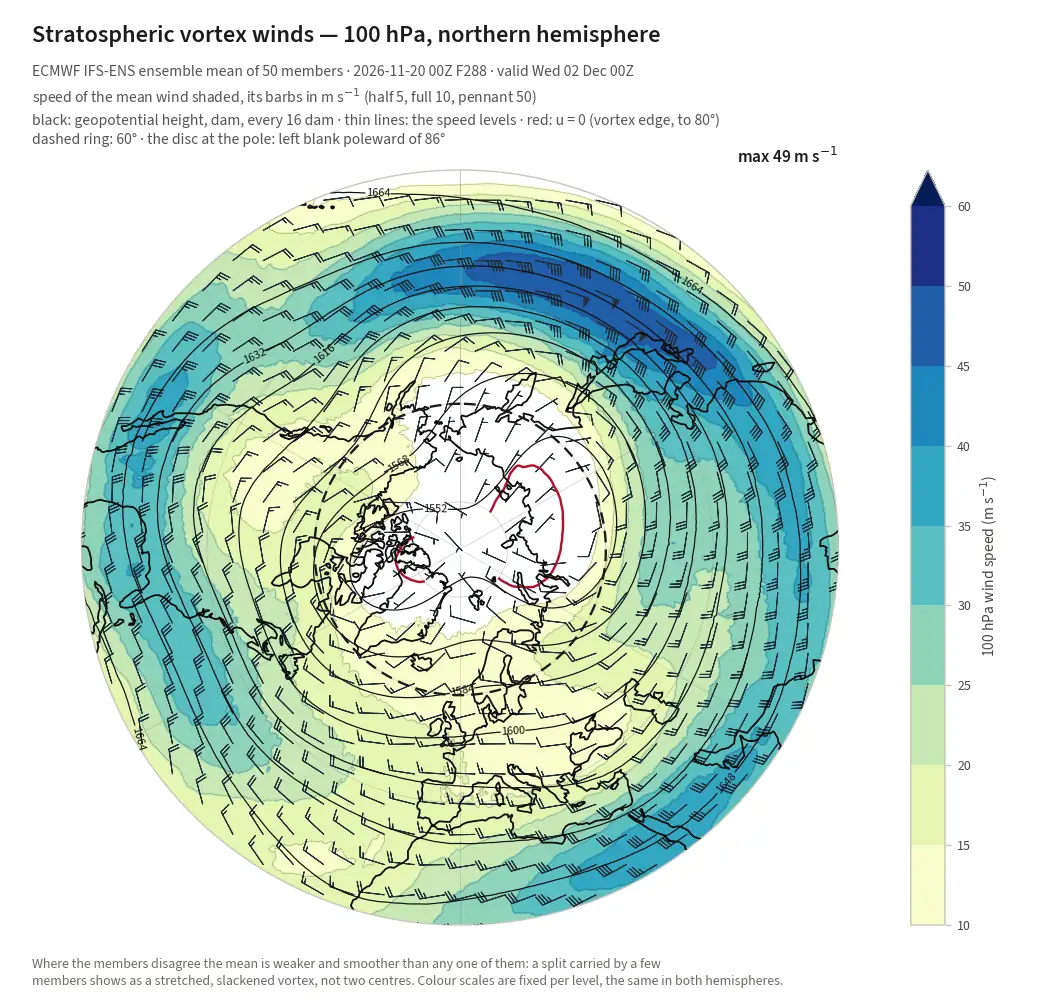 Stratospheric vortex winds — 100 hPa, northern hemisphere
ECMWF IFS-ENS ensemble mean of 50 members · 2026-11-20 00Z F288 · valid Wed 02 Dec 00Z
speed of the mean wind shaded, its barbs in m s⁻¹ (half 5, full 10, pennant 50)
black: geopotential height, dam, every 16 dam · thin lines: the speed levels · red: u = 0 (vortex edge, to 80°)
dashed ring: 60° · the disc at the pole: left blank poleward of 86°
max 49 m s⁻¹
1664
1664
1632
1616
1568
1552
1584
1600
1664
1648
60
50
45
40
35
30
25
20
15
10
100 hPa wind speed (m s⁻¹)
Where the members disagree the mean is weaker and smoother than any one of them: a split carried by a few
members shows as a stretched, slackened vortex, not two centres. Colour scales are fixed per level, the same in both hemispheres.